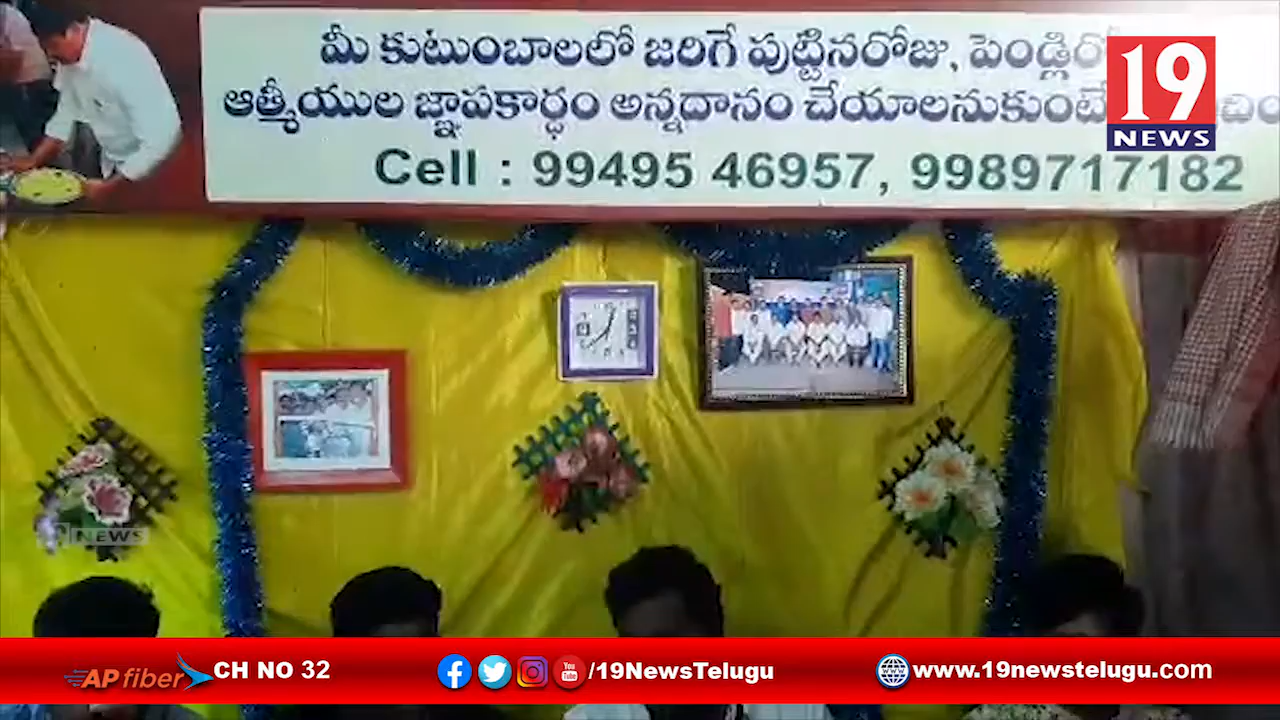 మీ కుటుంబాలలో జరిగే పుట్టినరోజు,
ఆత్మీయుల జ్ఞాపకార్థం అన్నదానం
Cell : 99495 46957, 9989717182
19
NEWS
NEWS
AP fiber CH NO 32
/19NewsTelugu
www.19newstelugu.com